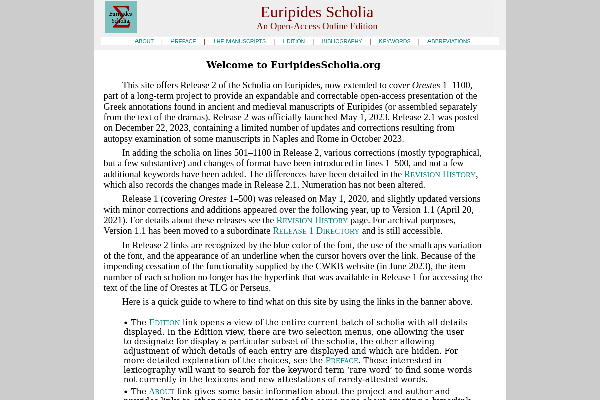 Euripides
Scholia
Euripides Scholia
An Open-Access Online Edition
ABOUT | PREFACE | THE MANUSCRIPTS | EDITION | BIBLIOGRAPHY | KEYWORDS | ABBREVIATIONS
Welcome to EuripidesScholia.org
This site offers Release 2 of the Scholia on Euripides, now extended to cover Orestes 1–1100,
part of a long-term project to provide an expandable and correctable open-access presentation of the
Greek annotations found in ancient and medieval manuscripts of Euripides (or assembled separately
from the text of the dramas). Release 2 was officially launched May 1, 2023. Release 2.1 was posted
on December 22, 2023, containing a limited number of updates and corrections resulting from
autopsy examination of some manuscripts in Naples and Rome in October 2023.
In adding the scholia on lines 501–1100 in Release 2, various corrections (mostly typographical,
but a few substantive) and changes of format have been introduced in lines 1–500, and not a few
additional keywords have been added. The differences have been detailed in the REVISION HISTORY,
which also records the changes made in Release 2.1. Numeration has not been altered.
Release 1 (covering Orestes 1–500) was released on May 1, 2020, and slightly updated versions
with minor corrections and additions appeared over the following year, up to Version 1.1 (April 20,
2021). For details about these releases see the REVISION HISTORY page. For archival purposes,
Version 1.1 has been moved to a subordinate RELEASE 1 DIRECTORY and is still accessible.
In Release 2 links are recognized by the blue color of the font, the use of the smallcaps variation
of the font, and the appearance of an underline when the cursor hovers over the link. Because of the
impending cessation of the functionality supplied by the CWKB website (in June 2023), the item
number of each scholion no longer has the hyperlink that was available in Release 1 for accessing the
text of the line of Orestes at TLG or Perseus.
Here is a quick guide to where to find what on this site by using the links in the banner above.
• The EDITION link opens a view of the entire current batch of scholia with all details
displayed. In the Edition view, there are two selection menus, one allowing the user
to designate for display a particular subset of the scholia, the other allowing
adjustment of which details of each entry are displayed and which are hidden. For
more detailed explanation of the choices, see the PREFACE. Those interested in
lexicography will want to search for the keyword term ‘rare word’ to find some words
not currently in the lexicons and new attestations of rarely-attested words.
• The ABOUT link gives some basic information about the project and author and